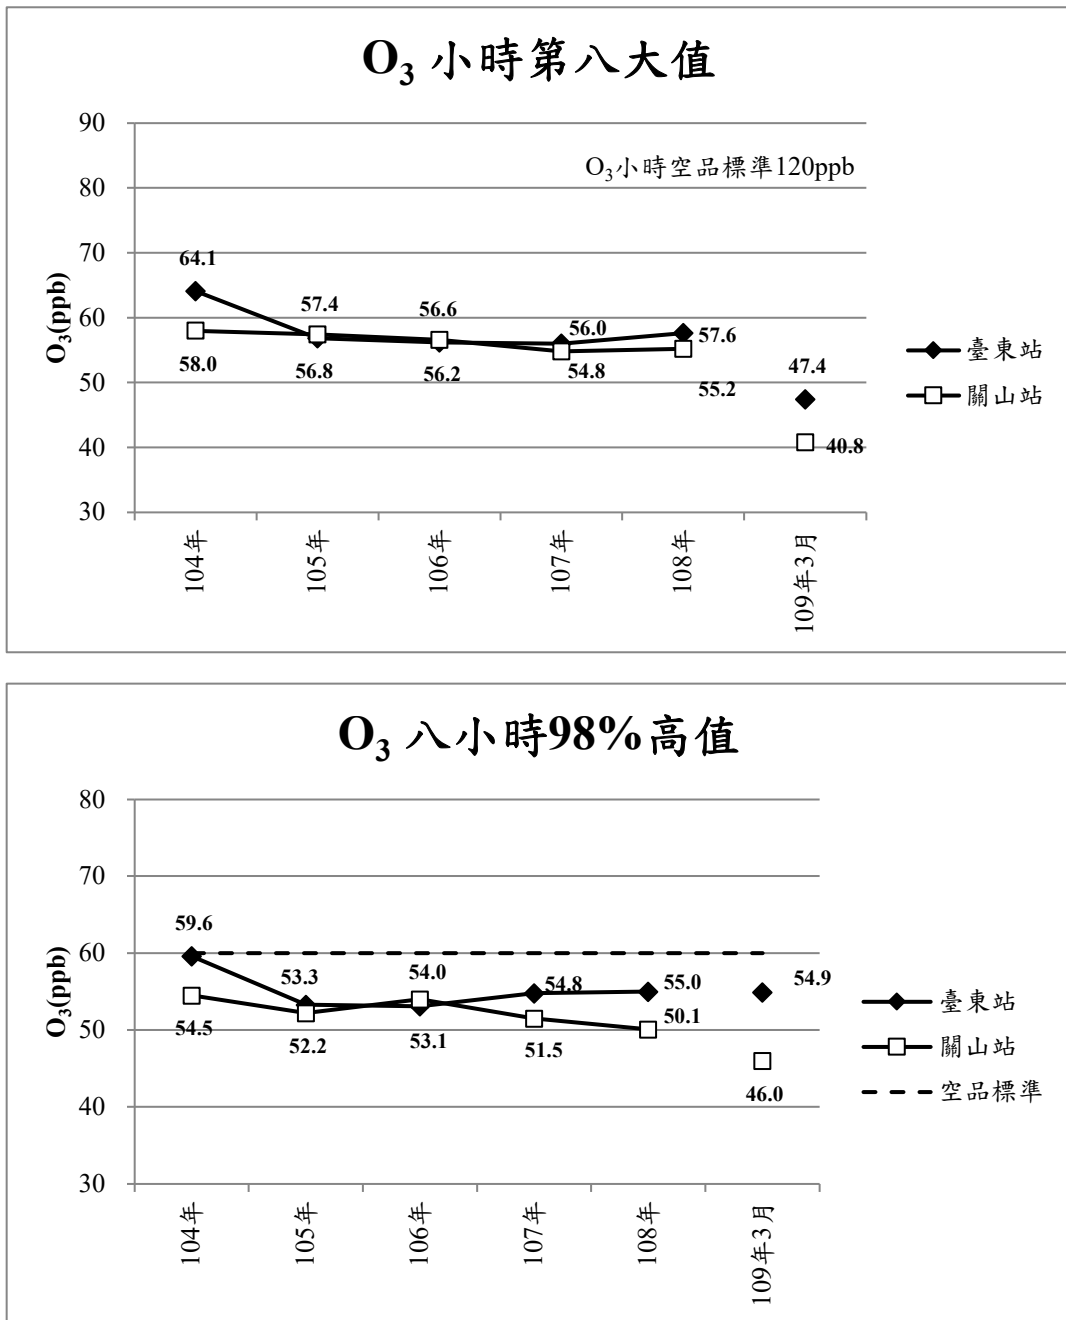 O₃ 小時第八大值
90
O₃小時空品標準120ppb
80
70
64.1
57.4
56.6
56.0
57.6
60
58.0
56.8
56.2
54.8
55.2
47.4
50
40.8
40
30
O₃(ppb)
臺東站
關山站
104年
105年
106年
107年
108年
109年3月
O₃ 八小時98%高值
80
70
59.6
60
53.3
54.0
54.8
55.0
54.9
54.5
52.2
53.1
51.5
50.1
50
46.0
40
30
O₃(ppb)
臺東站
關山站
空品標準
104年
105年
106年
107年
108年
109年3月